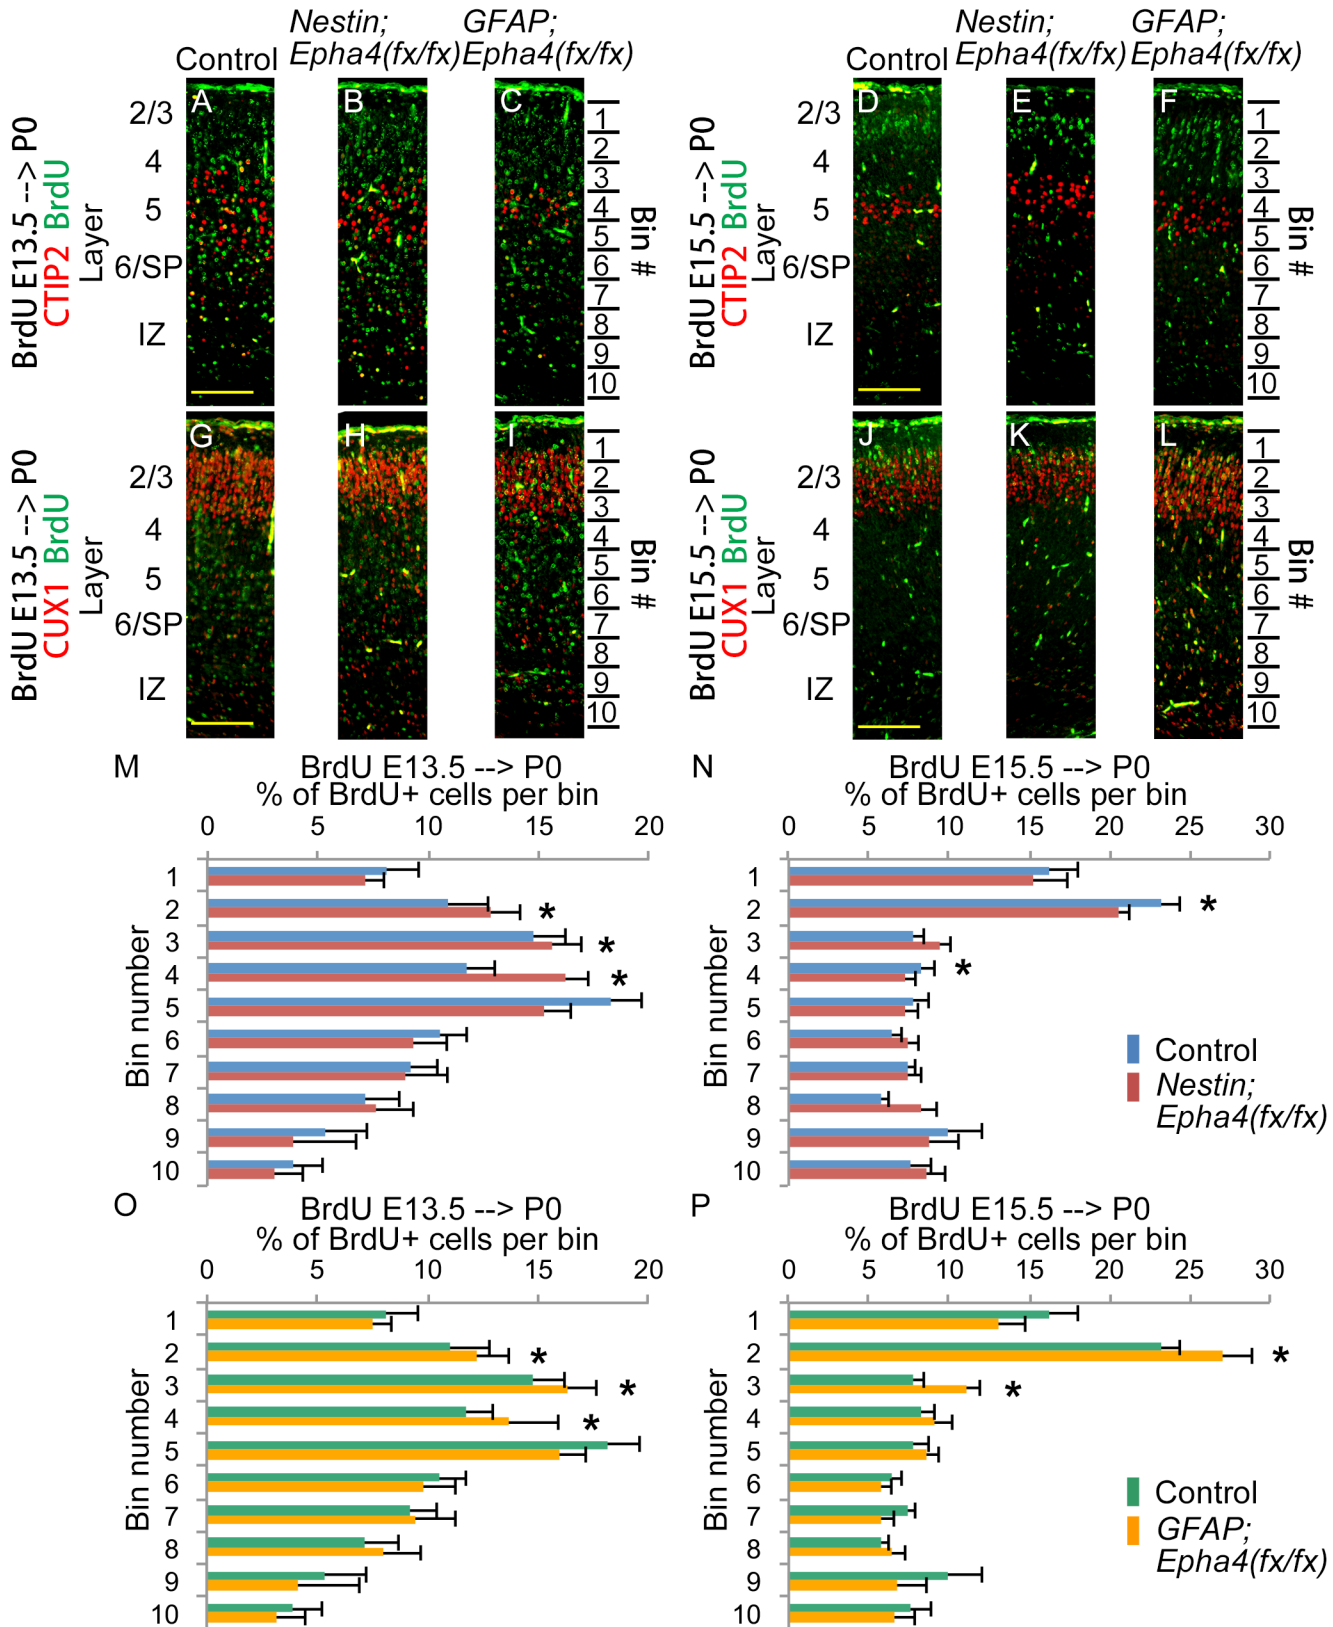 Nestin; GFAP;
Control Epha4(fx/fx) Epha4(fx/fx)
Nestin; GFAP;
Control Epha4(fx/fx) Epha4(fx/fx)
BrdU E13.5 --> P0
CTIP2 BrdU
Layer
2/3
4
5
6/SP
IZ
A
B
C
1
2
3
4
5
6
7
8
9
10
Bin #
BrdU E15.5 --> P0
CTIP2 BrdU
Layer
2/3
4
5
6/SP
IZ
D
E
F
1
2
3
4
5
6
7
8
9
10
Bin #
BrdU E13.5 --> P0
CUX1 BrdU
Layer
2/3
4
5
6/SP
IZ
G
H
I
1
2
3
4
5
6
7
8
9
10
Bin #
BrdU E15.5 --> P0
CUX1 BrdU
Layer
2/3
4
5
6/SP
IZ
J
K
L
1
2
3
4
5
6
7
8
9
10
Bin #
M
BrdU E13.5 --> P0
% of BrdU+ cells per bin
0 5 10 15 20
Bin number
1
2 *
3 *
4 *
5
6
7
8
9
10
N
BrdU E15.5 --> P0
% of BrdU+ cells per bin
0 5 10 15 20 25 30
Bin number
1
2 *
3
4 *
5
6
7
8
9
10
Control
Nestin;
Epha4(fx/fx)
O
BrdU E13.5 --> P0
% of BrdU+ cells per bin
0 5 10 15 20
Bin number
1
2 *
3 *
4 *
5
6
7
8
9
10
P
BrdU E15.5 --> P0
% of BrdU+ cells per bin
0 5 10 15 20 25 30
Bin number
1
2 *
3 *
4
5
6
7
8
9
10
Control
GFAP;
Epha4(fx/fx)